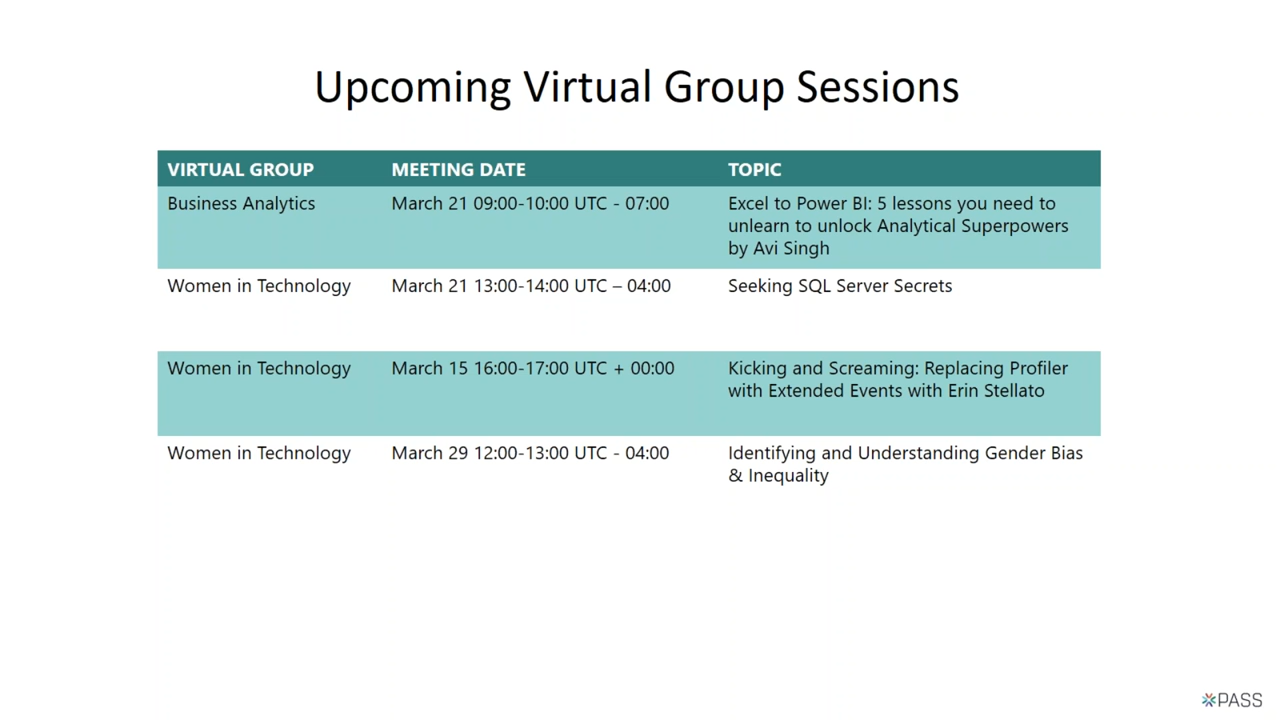 Upcoming Virtual Group Sessions
VIRTUAL GROUP MEETING DATE TOPIC
Business Analytics March 21 09:00-10:00 UTC - 07:00 Excel to Power BI: 5 lessons you need to
unlearn to unlock Analytical Superpowers
by Avi Singh
Women in Technology March 21 13:00-14:00 UTC – 04:00 Seeking SQL Server Secrets
Women in Technology March 15 16:00-17:00 UTC + 00:00 Kicking and Screaming: Replacing Profiler
with Extended Events with Erin Stellato
Women in Technology March 29 12:00-13:00 UTC - 04:00 Identifying and Understanding Gender Bias
& Inequality
PASS